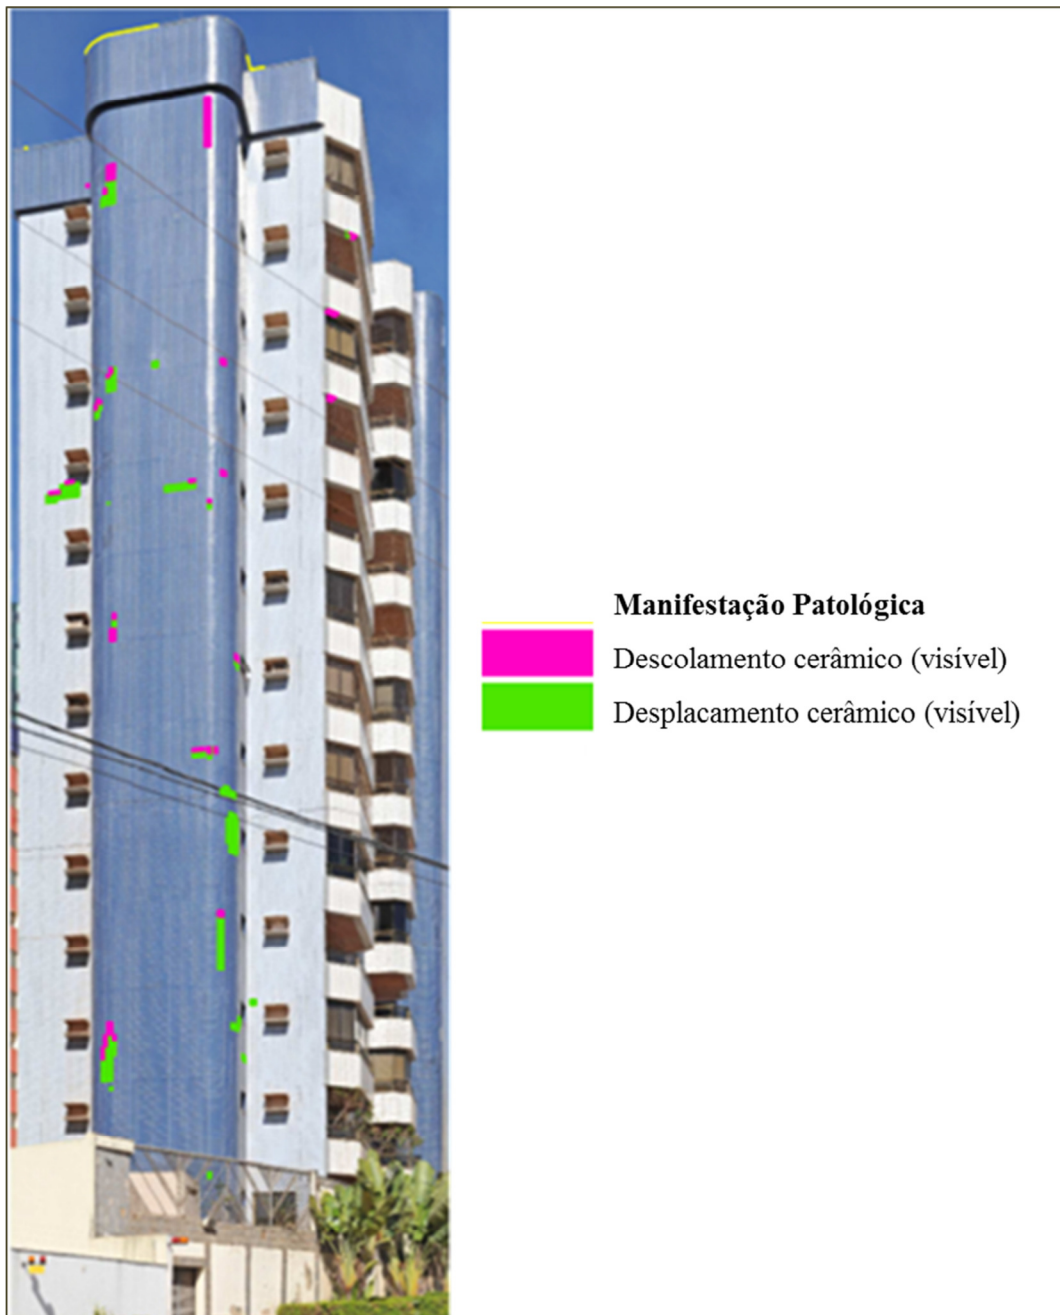 Manifestação Patológica
Descolamento cerâmico (visível)
Desplacamento cerâmico (visível)